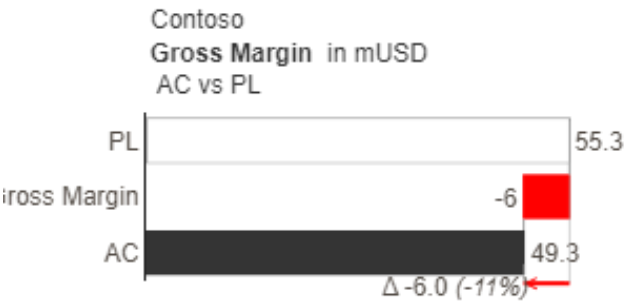 Contoso
Gross Margin in mUSD
AC vs PL
PL 55.3
Gross Margin -6
AC 49.3
Δ -6.0 (-11%)